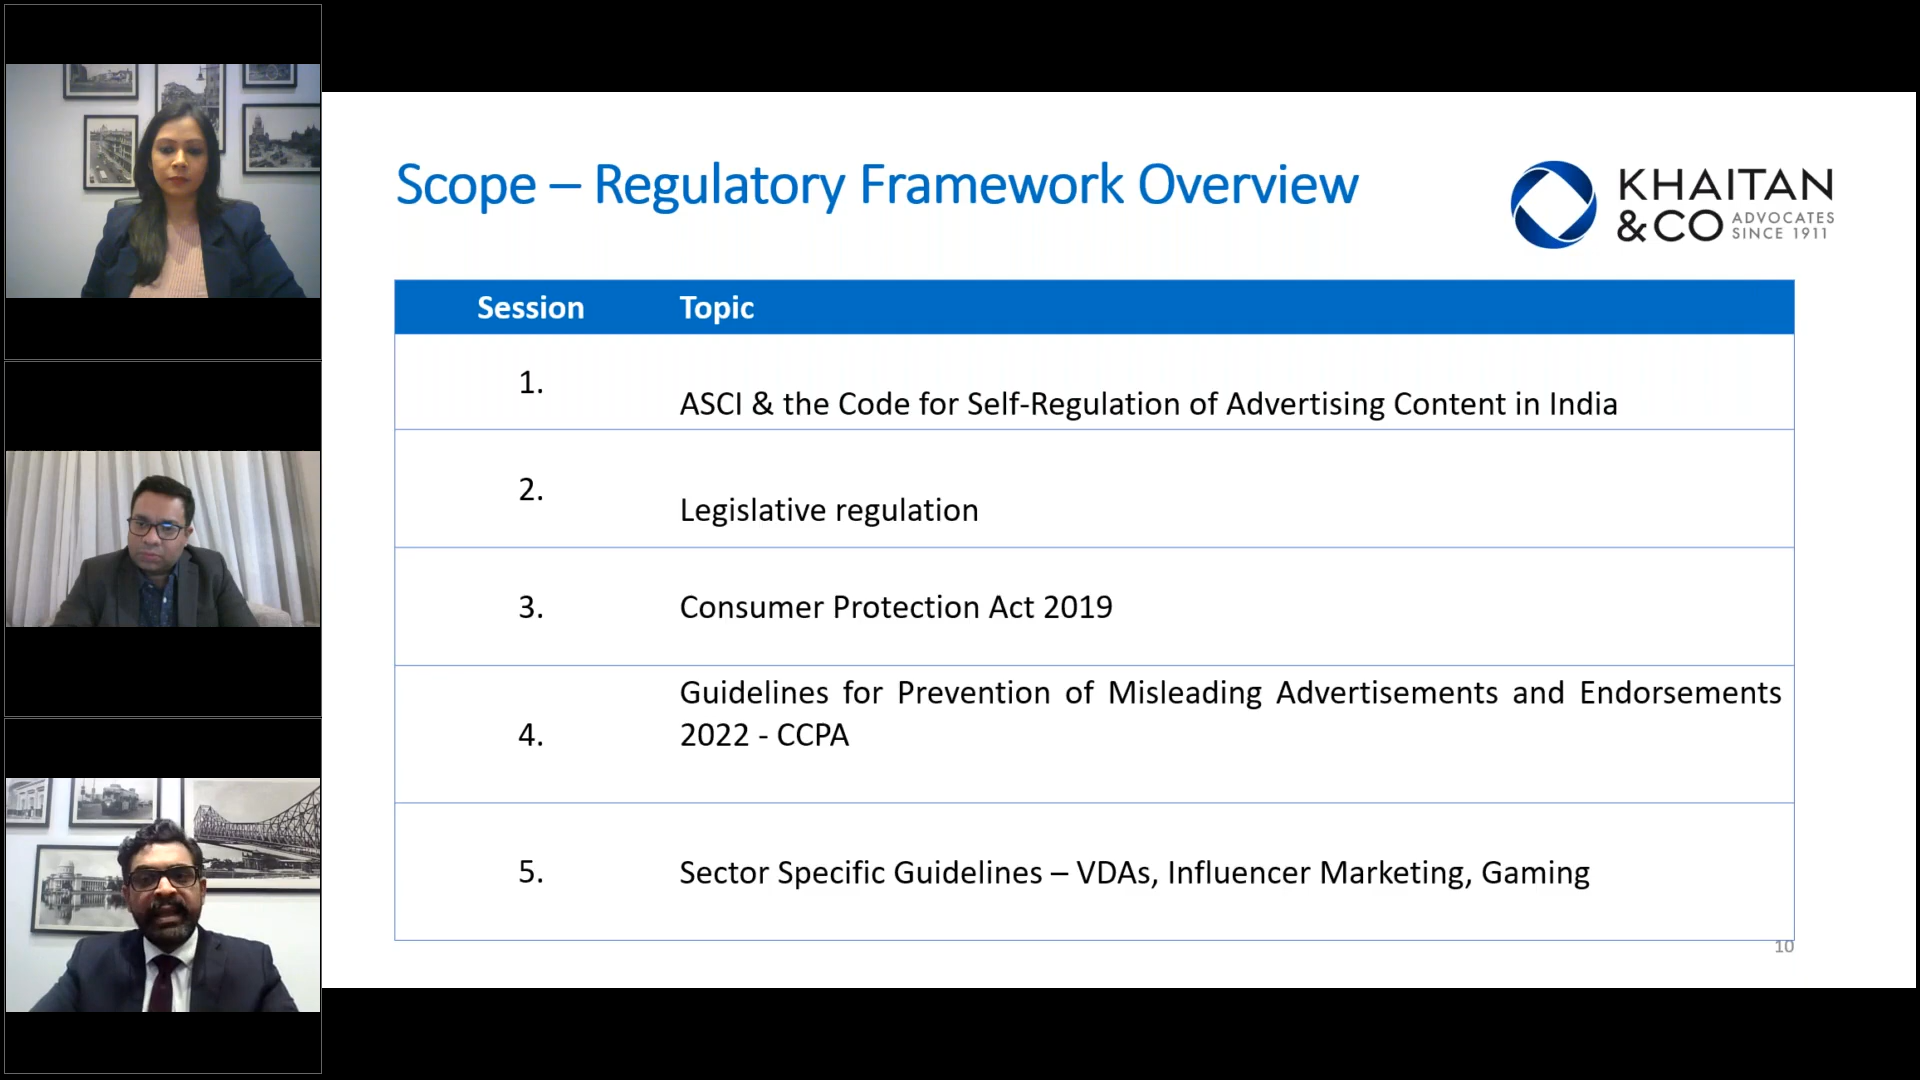 Scope – Regulatory Framework Overview
KHAITAN
&CO ADVOCATES SINCE 1911
Session Topic
1. ASCI & the Code for Self-Regulation of Advertising Content in India
2. Legislative regulation
3. Consumer Protection Act 2019
4. Guidelines for Prevention of Misleading Advertisements and Endorsements
2022 - CCPA
5. Sector Specific Guidelines – VDAs, Influencer Marketing, Gaming
10